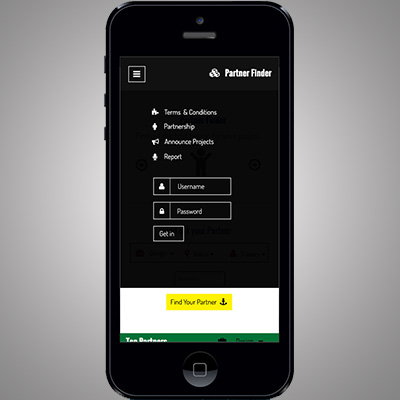 Partner Finder
Terms & Conditions
Partnership
Announce Projects
Report
Username
Password
Get in
Find Your Partner
Top Partners